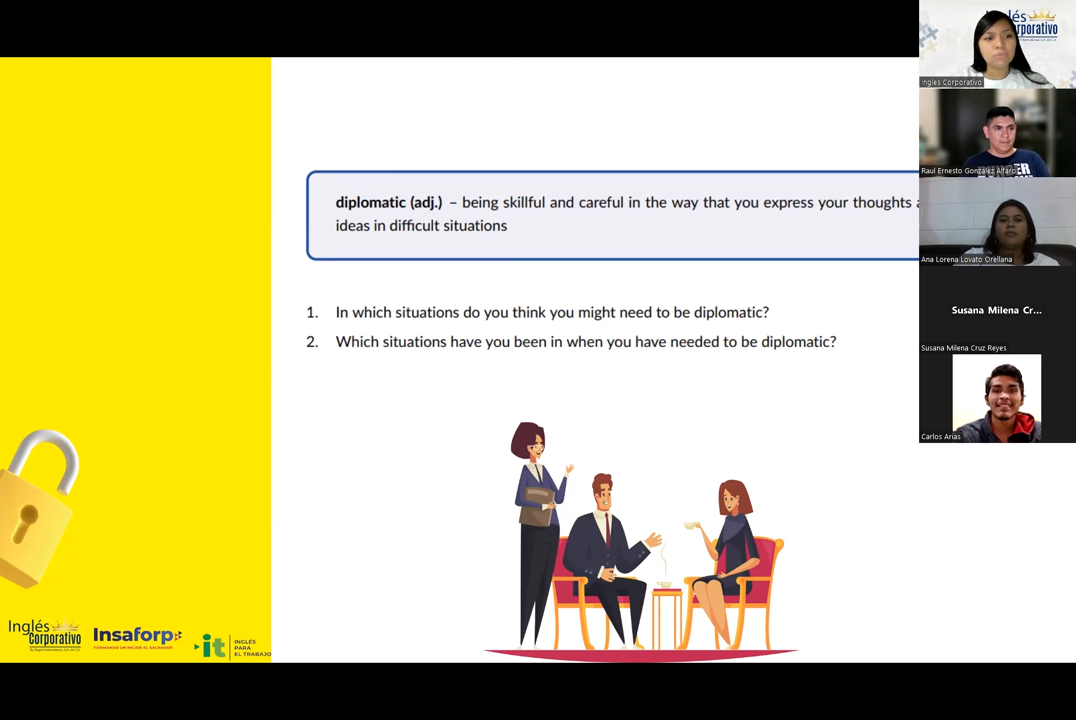 diplomatic (adj.) – being skillful and careful in the way that you express your thoughts
ideas in difficult situations
1. In which situations do you think you might need to be diplomatic?
2. Which situations have you been in when you have needed to be diplomatic?
Inglés
Corporativo
Insaforp
FORMANDO UN MEJOR EL SALVADOR
it
INGLÉS
PARA
EL TRABAJO
lés
rporativo
Inglés Corporativo
Raul Ernesto Gonzalez Alfaro
Ana Lorena Lovato Orellana
Susana Milena Cr...
Susana Milena Cruz Reyes
Carlos Arias